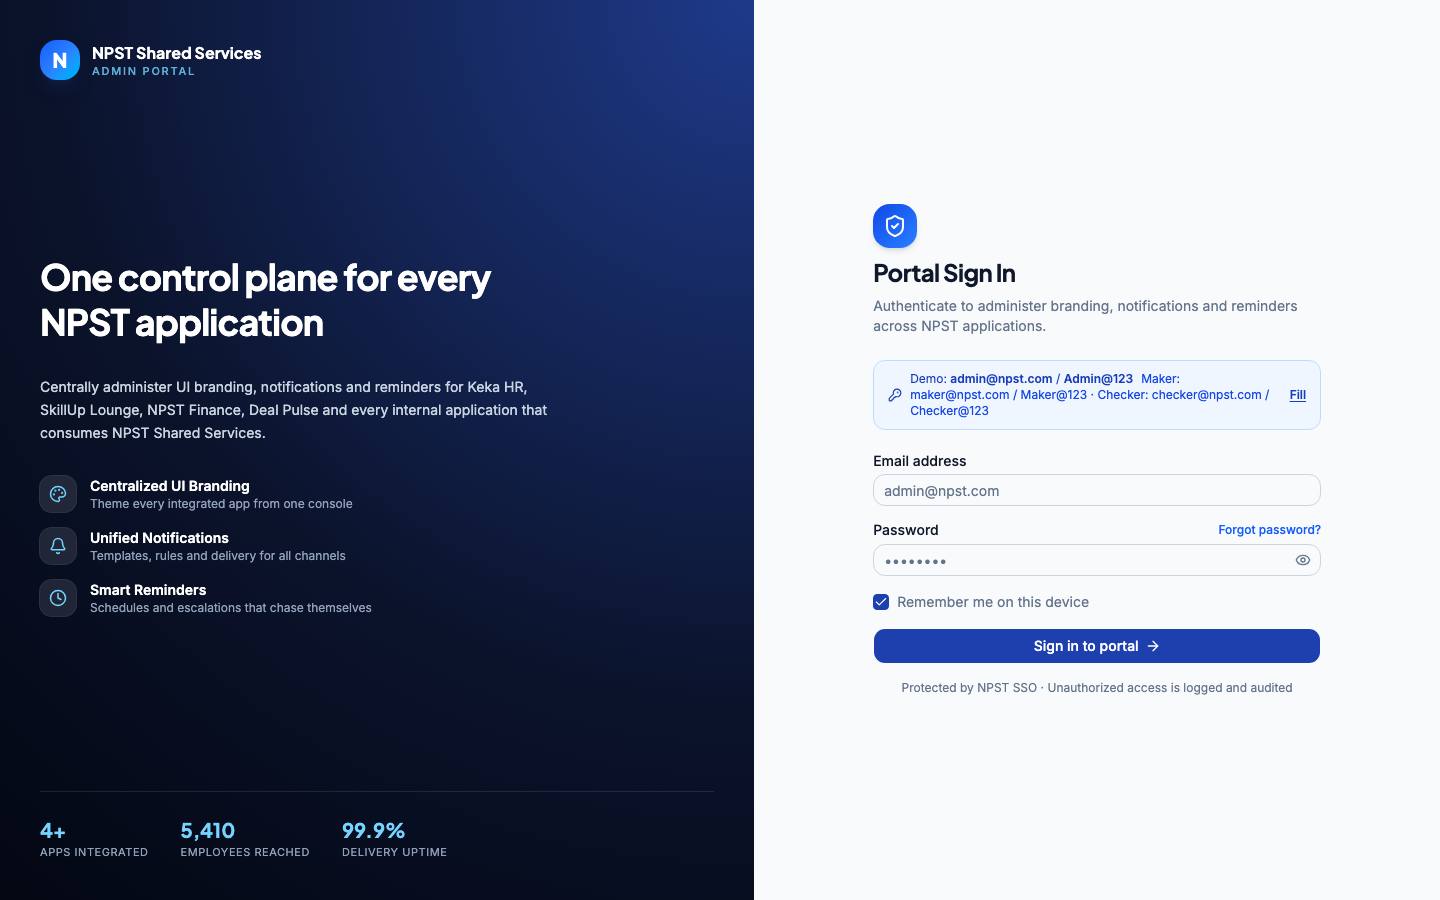 N
NPST Shared Services
ADMIN PORTAL
One control plane for every
NPST application
Centrally administer UI branding, notifications and reminders for Keka HR,
SkillUp Lounge, NPST Finance, Deal Pulse and every internal application that
consumes NPST Shared Services.
Centralized UI Branding
Theme every integrated app from one console
Unified Notifications
Templates, rules and delivery for all channels
Smart Reminders
Schedules and escalations that chase themselves
4+
APPS INTEGRATED
5,410
EMPLOYEES REACHED
99.9%
DELIVERY UPTIME
Portal Sign In
Authenticate to administer branding, notifications and reminders
across NPST applications.
Demo: admin@npst.com / Admin@123 Maker:
maker@npst.com / Maker@123 · Checker: checker@npst.com /
Checker@123
Fill
Email address
admin@npst.com
Password
Forgot password?
••••••••
Remember me on this device
Sign in to portal →
Protected by NPST SSO · Unauthorized access is logged and audited